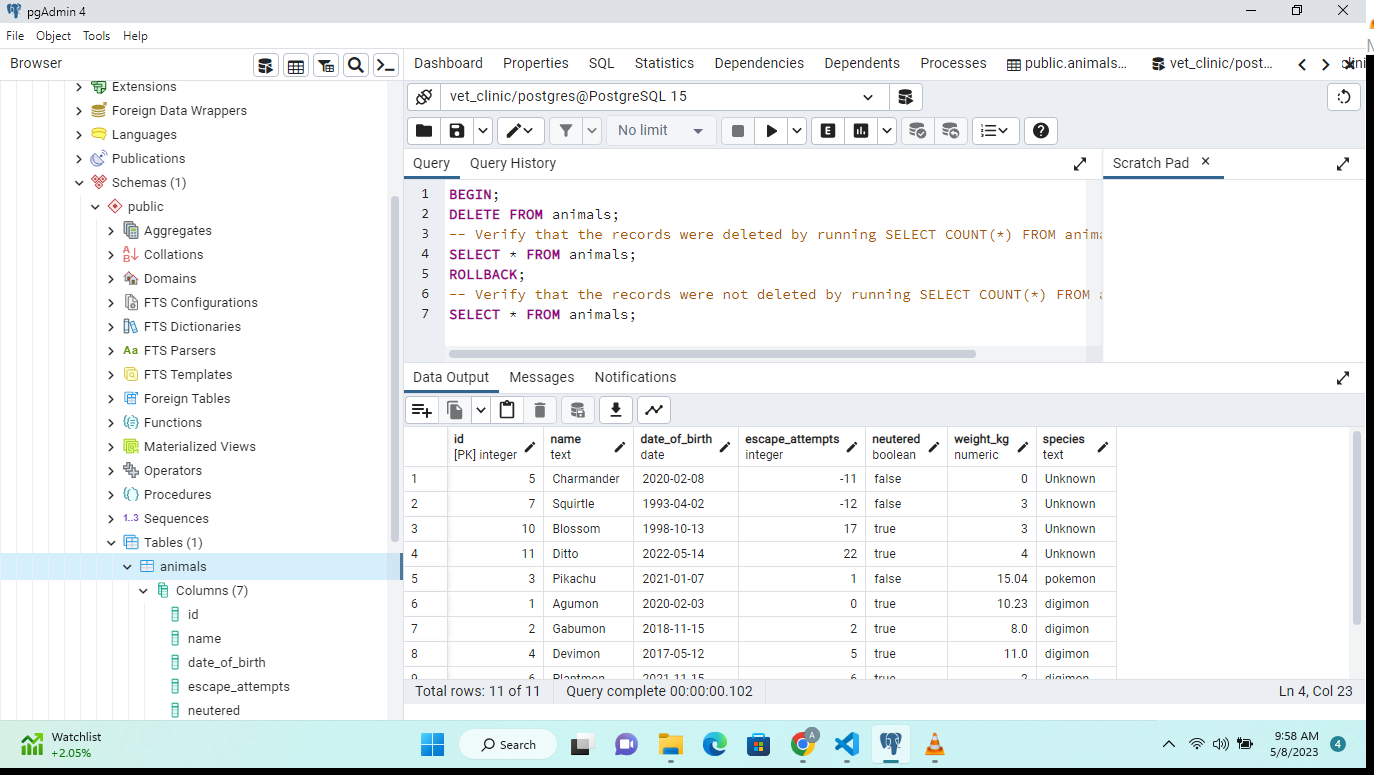 pgAdmin 4
File Object Tools Help
Browser
Dashboard Properties SQL Statistics Dependencies Dependents Processes public.animals... vet_clinic/post...
Extensions
Foreign Data Wrappers
Languages
Publications
Schemas (1)
public
Aggregates
Collations
Domains
FTS Configurations
FTS Dictionaries
Aa FTS Parsers
FTS Templates
Foreign Tables
Functions
Materialized Views
Operators
Procedures
1..3 Sequences
Tables (1)
animals
Columns (7)
id
name
date_of_birth
escape_attempts
neutered
vet_clinic/postgres@PostgreSQL 15
No limit
E
Query Query History
Scratch Pad
1 BEGIN;
2 DELETE FROM animals;
3 -- Verify that the records were deleted by running SELECT COUNT(*) FROM anima
4 SELECT * FROM animals;
5 ROLLBACK;
6 -- Verify that the records were not deleted by running SELECT COUNT(*) FROM
7 SELECT * FROM animals;
Data Output Messages Notifications
id name date_of_birth escape_attempts neutered weight_kg species
[PK] integer text date integer boolean numeric text
1 5 Charmander 2020-02-08 -11 false 0 Unknown
2 7 Squirtle 1993-04-02 -12 false 3 Unknown
3 10 Blossom 1998-10-13 17 true 3 Unknown
4 11 Ditto 2022-05-14 22 true 4 Unknown
5 3 Pikachu 2021-01-07 1 false 15.04 pokemon
6 1 Agumon 2020-02-03 0 true 10.23 digimon
7 2 Gabumon 2018-11-15 2 true 8.0 digimon
8 4 Devimon 2017-05-12 5 true 11.0 digimon
9 6 Plantmon 2021-11-15 6 true 2 digimon
Total rows: 11 of 11 Query complete 00:00:00.102 Ln 4, Col 23
Watchlist
+2.05%
Search
A
9:58 AM
5/8/2023
4